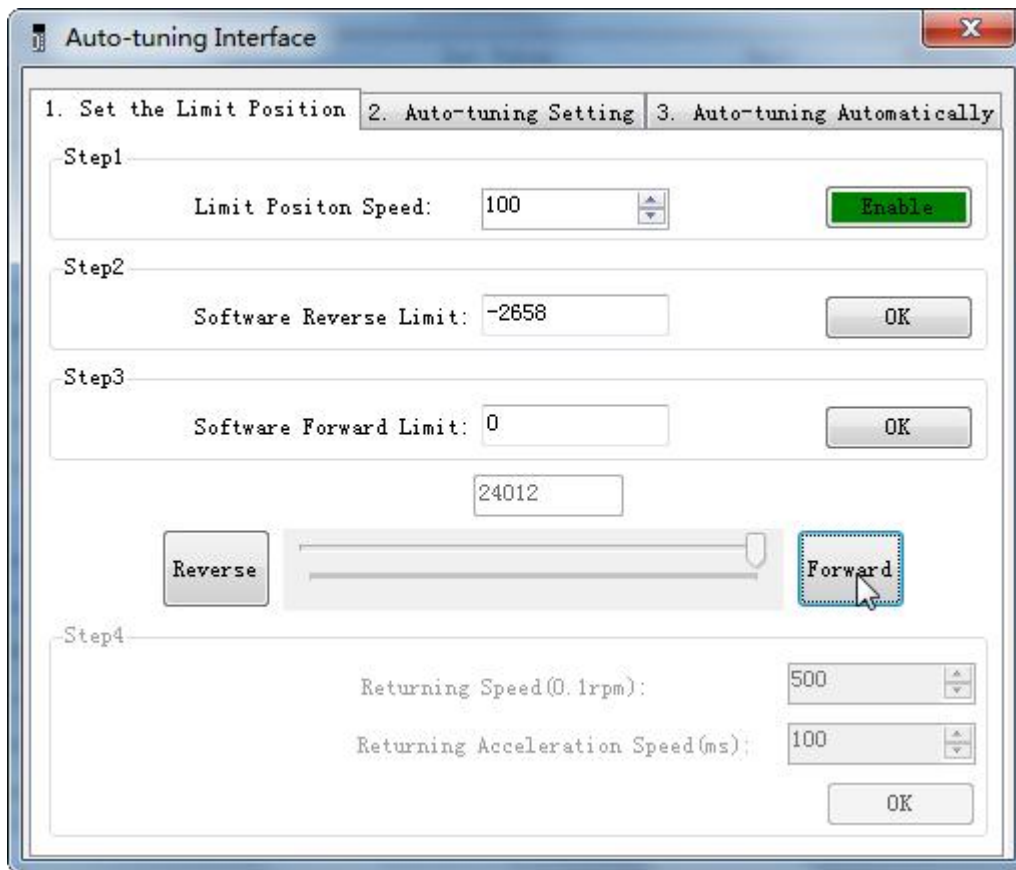 Auto-tuning Interface
1. Set the Limit Position 2. Auto-tuning Setting 3. Auto-tuning Automatically
Step1
Limit Positon Speed: 100 Enable
Step2
Software Reverse Limit: -2658 OK
Step3
Software Forward Limit: 0 OK
24012
Reverse Forward
Step4
Returning Speed(0.1rpm): 500
Returning Acceleration Speed(ms): 100
OK